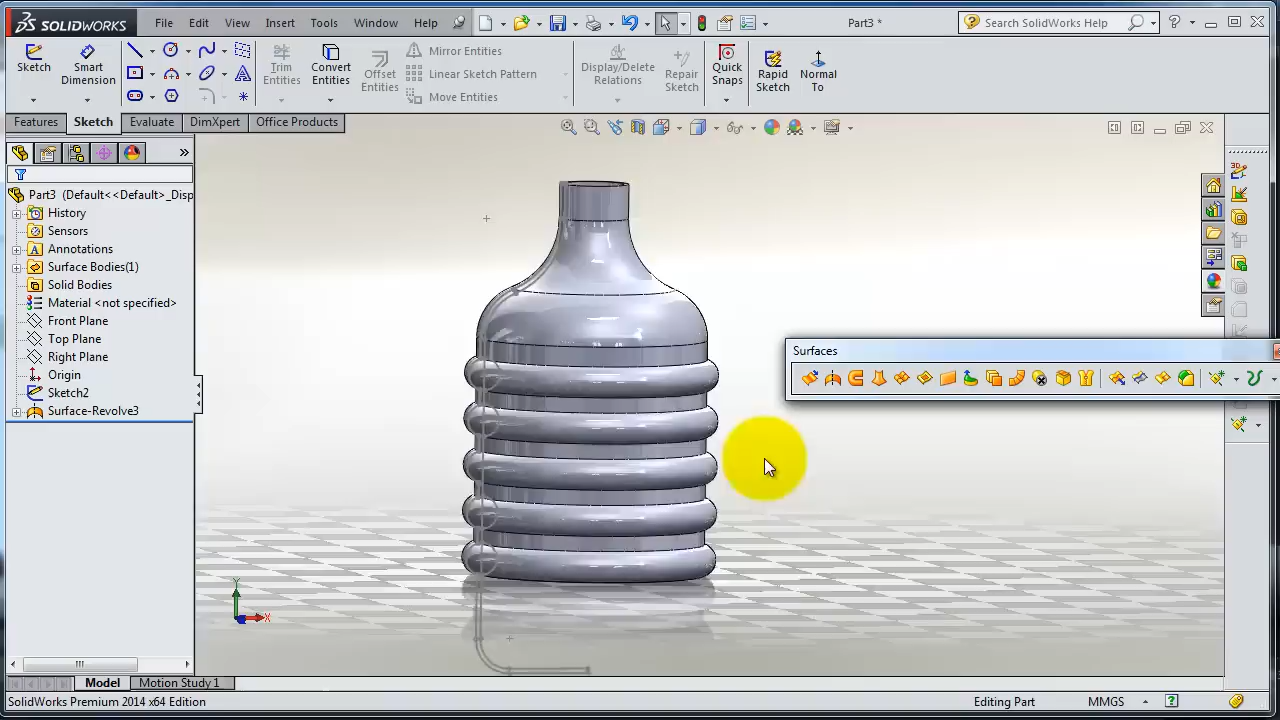 SOLIDWORKS File Edit View Insert Tools Window Help Part3 * Search SolidWorks Help
Sketch Smart Dimension Trim Entities Convert Entities Offset Entities Mirror Entities Linear Sketch Pattern Move Entities Display/Delete Relations Repair Sketch Quick Snaps Rapid Sketch Normal To
Features Sketch Evaluate DimXpert Office Products
Part3 (Default<<Default>_Disp
History
Sensors
Annotations
Surface Bodies(1)
Solid Bodies
Material <not specified>
Front Plane
Top Plane
Right Plane
Origin
Sketch2
Surface-Revolve3
Surfaces
Y
X
Model Motion Study 1
SolidWorks Premium 2014 x64 Edition Editing Part MMGS